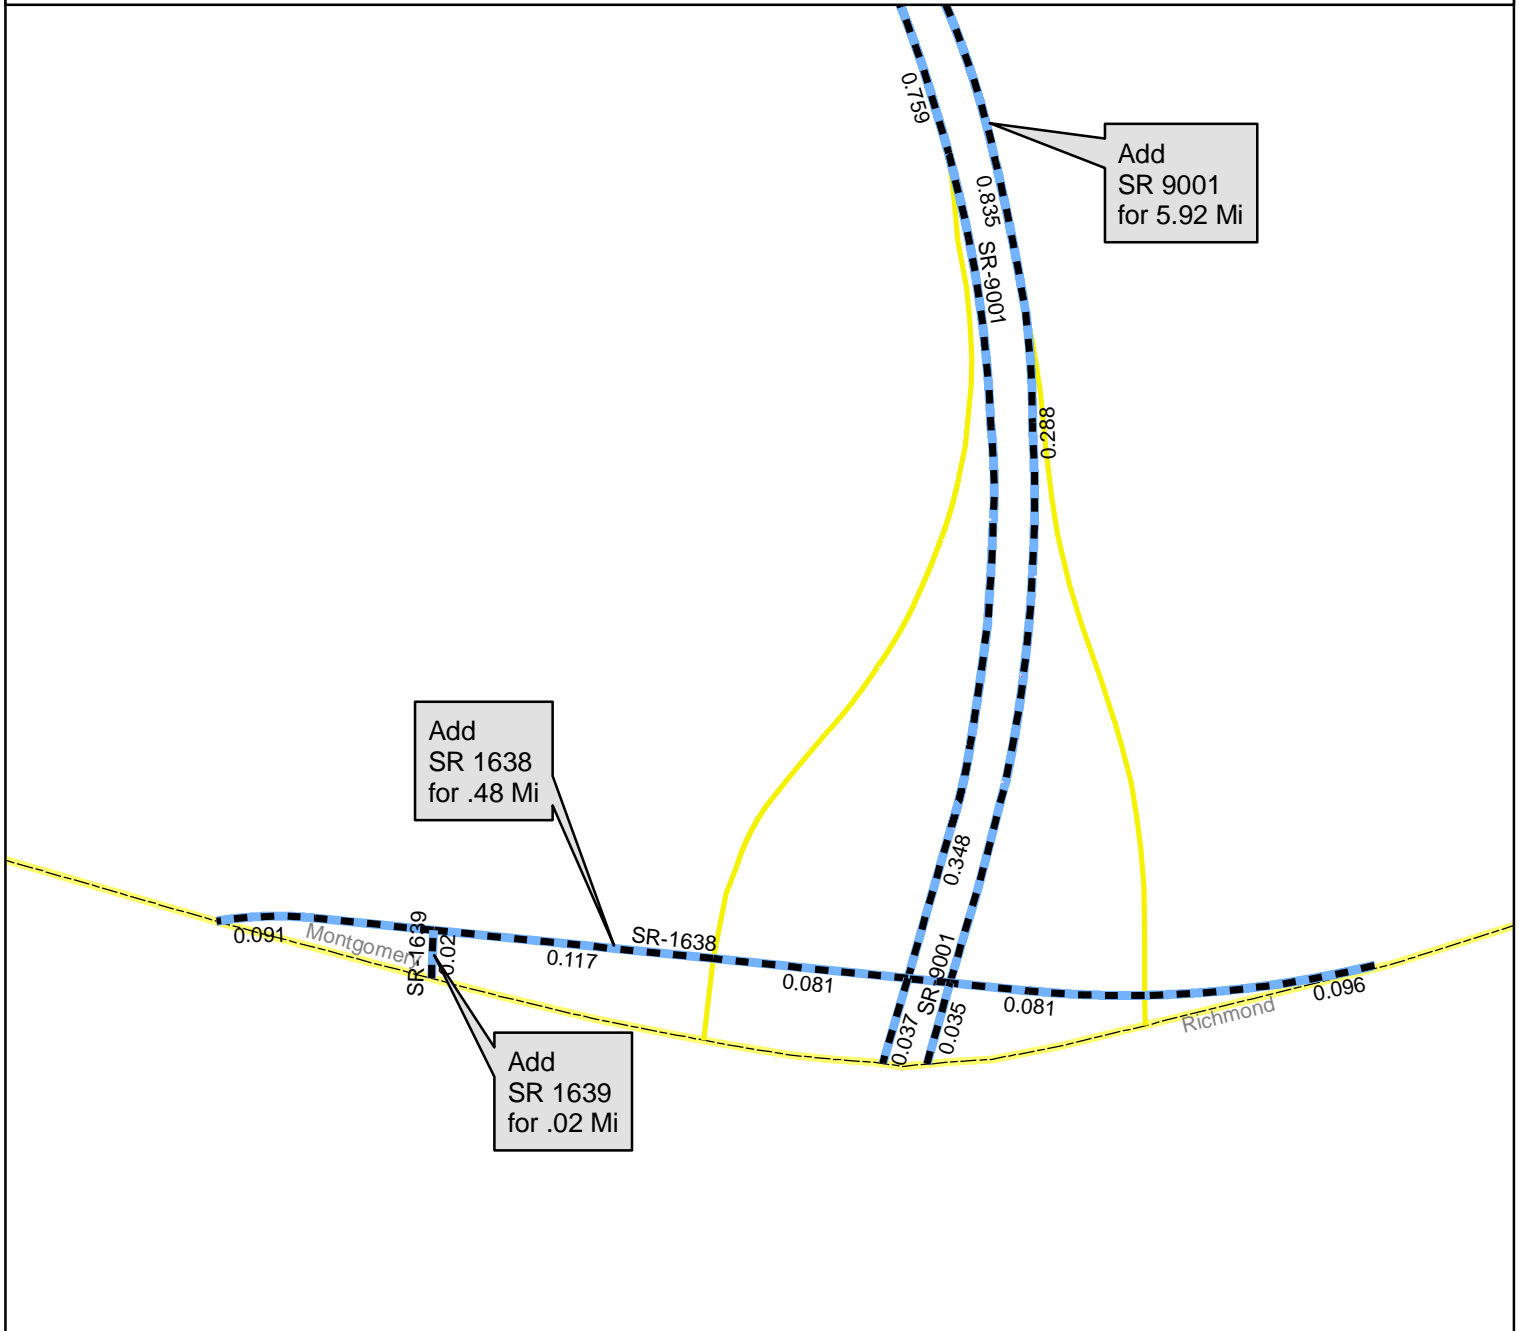 0.759
Add
SR 9001
for 5.92 Mi
0.835
SR-9001
0.288
Add
SR 1638
for .48 Mi
0.348
SR-1639
0.02
0.091
Montgomery
0.117
SR-1638
0.081
SR-9001
0.037
0.035
0.081
0.096
Richmond
Add
SR 1639
for .02 Mi